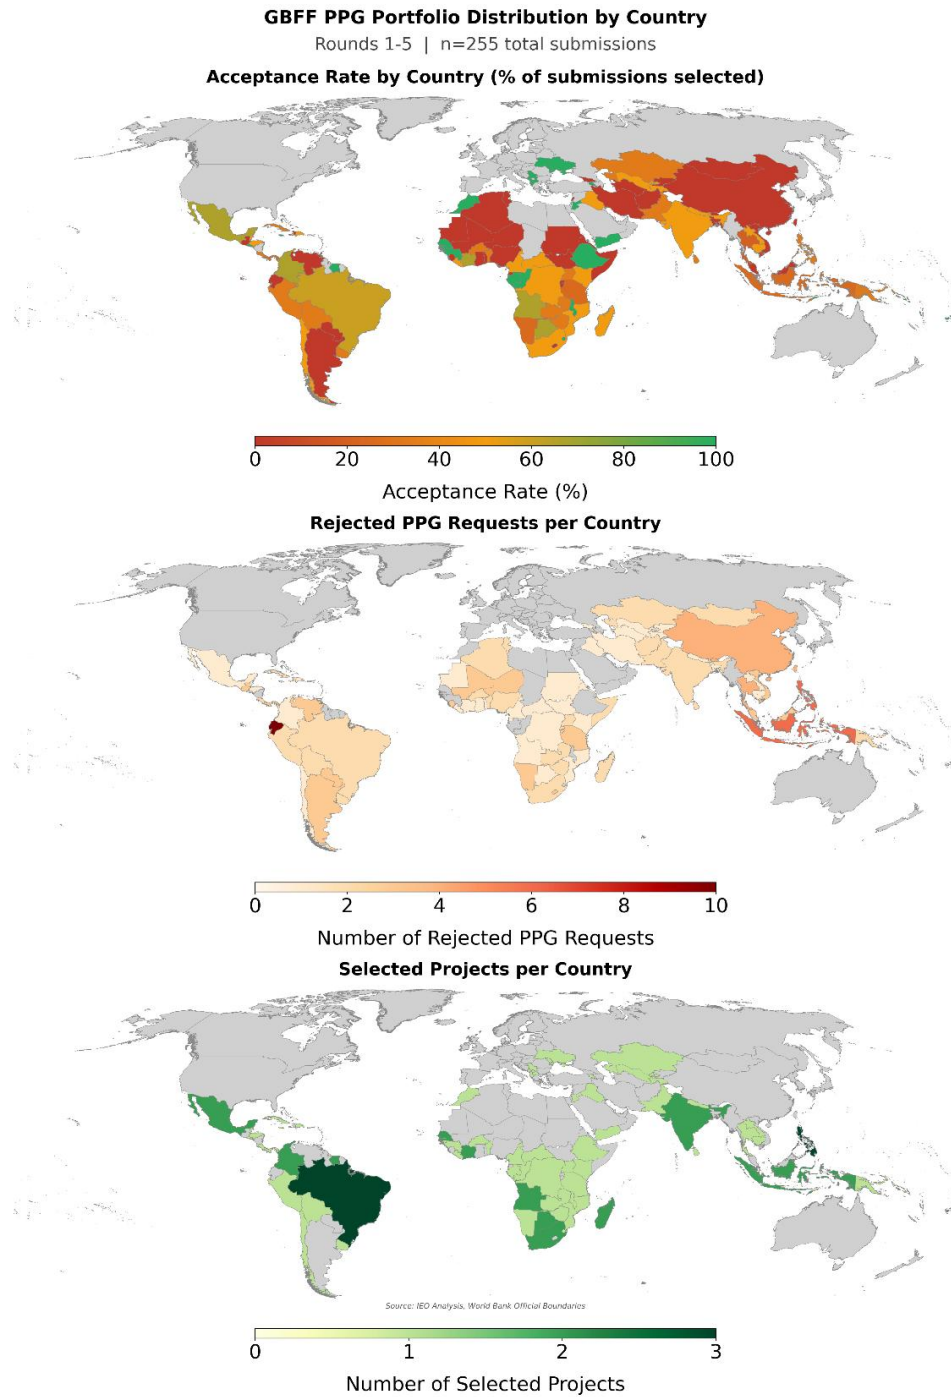 GBFF PPG Portfolio Distribution by Country
Rounds 1-5 | n=255 total submissions
Acceptance Rate by Country (% of submissions selected)
0 20 40 60 80 100
Acceptance Rate (%)
Rejected PPG Requests per Country
0 2 4 6 8 10
Number of Rejected PPG Requests
Selected Projects per Country
Source: IEO Analysis, World Bank Official Boundaries
0 1 2 3
Number of Selected Projects